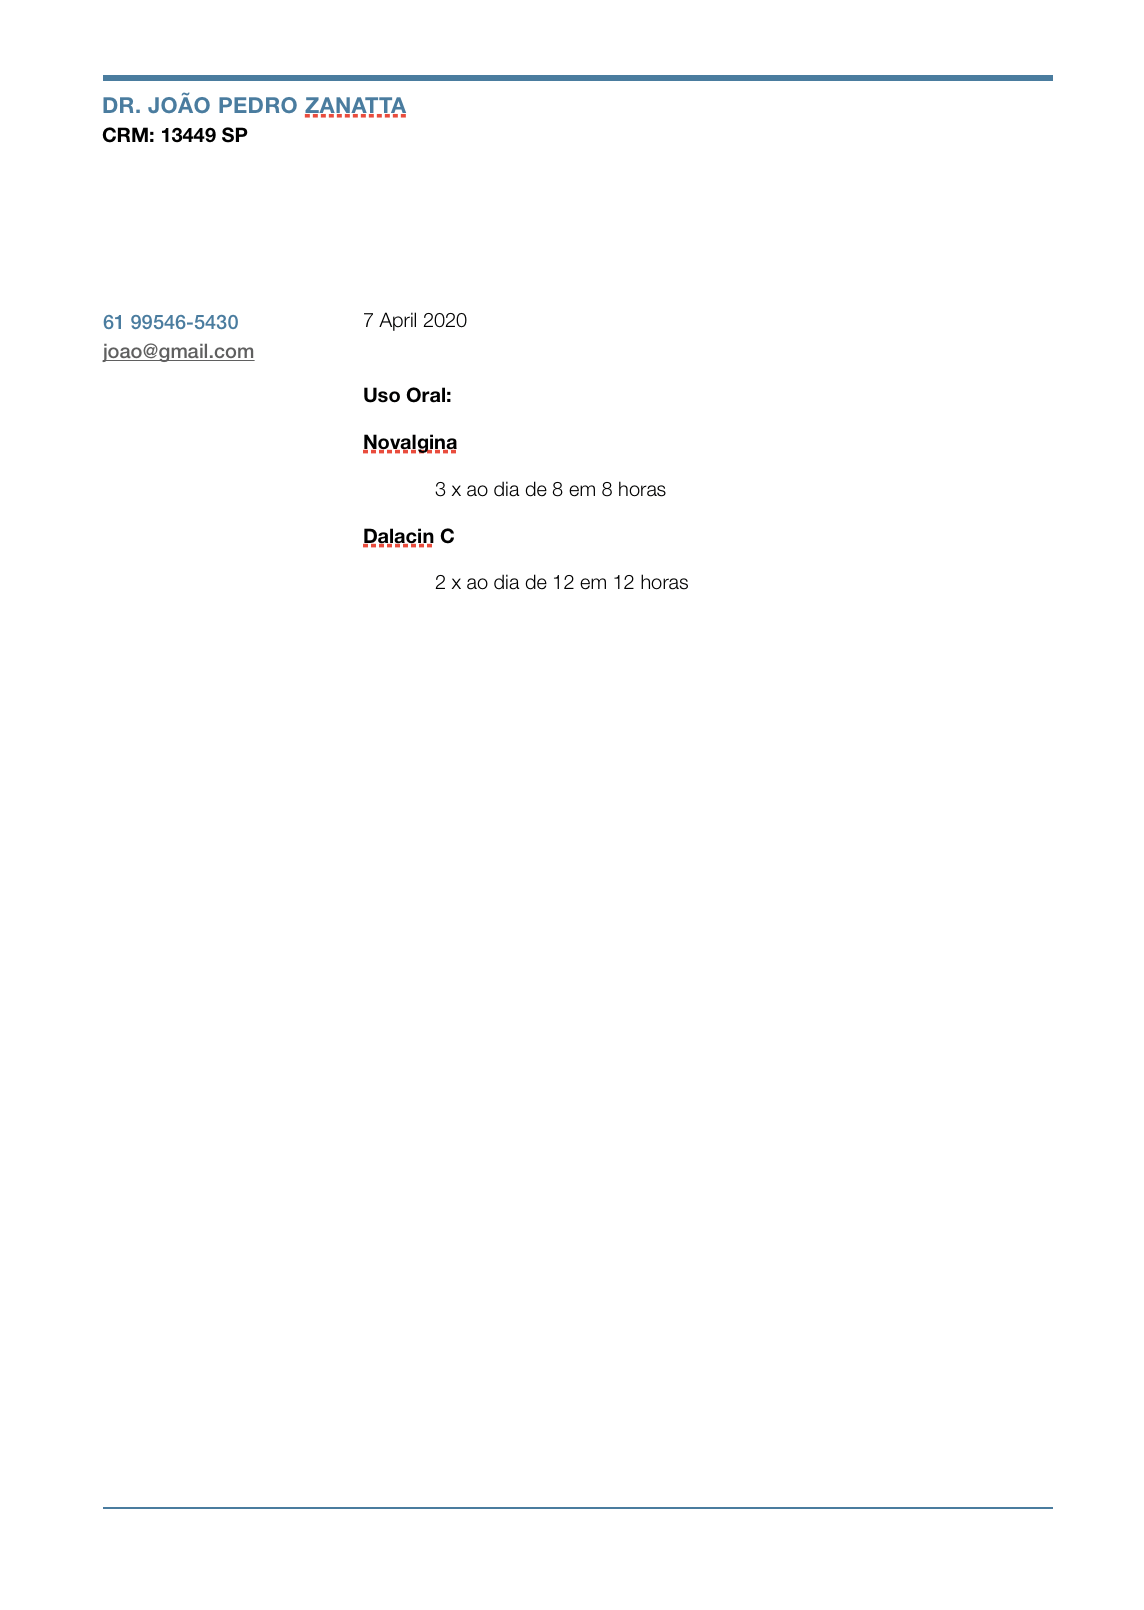 DR. JOÃO PEDRO ZANATTA
CRM: 13449 SP
61 99546-5430
joao@gmail.com
7 April 2020
Uso Oral:
Novalgina
3 x ao dia de 8 em 8 horas
Dalacin C
2 x ao dia de 12 em 12 horas